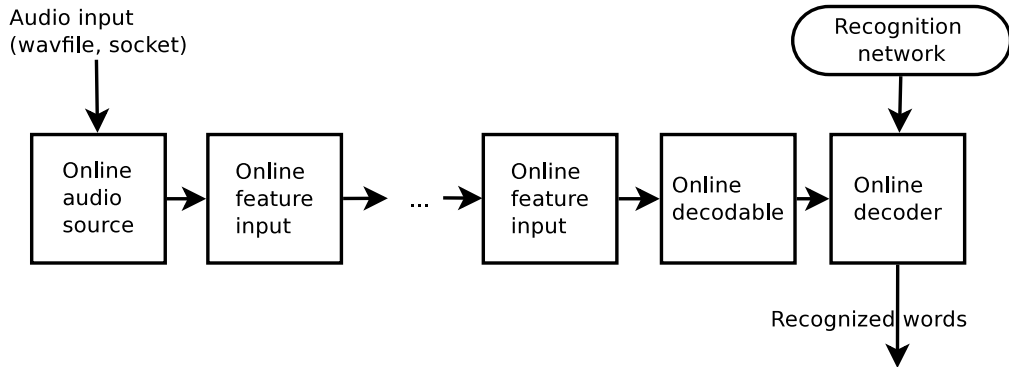 Audio input
(wavfile, socket)
Recognition
network
Online
audio
source
Online
feature
input
...
Online
feature
input
Online
decodable
Online
decoder
Recognized words